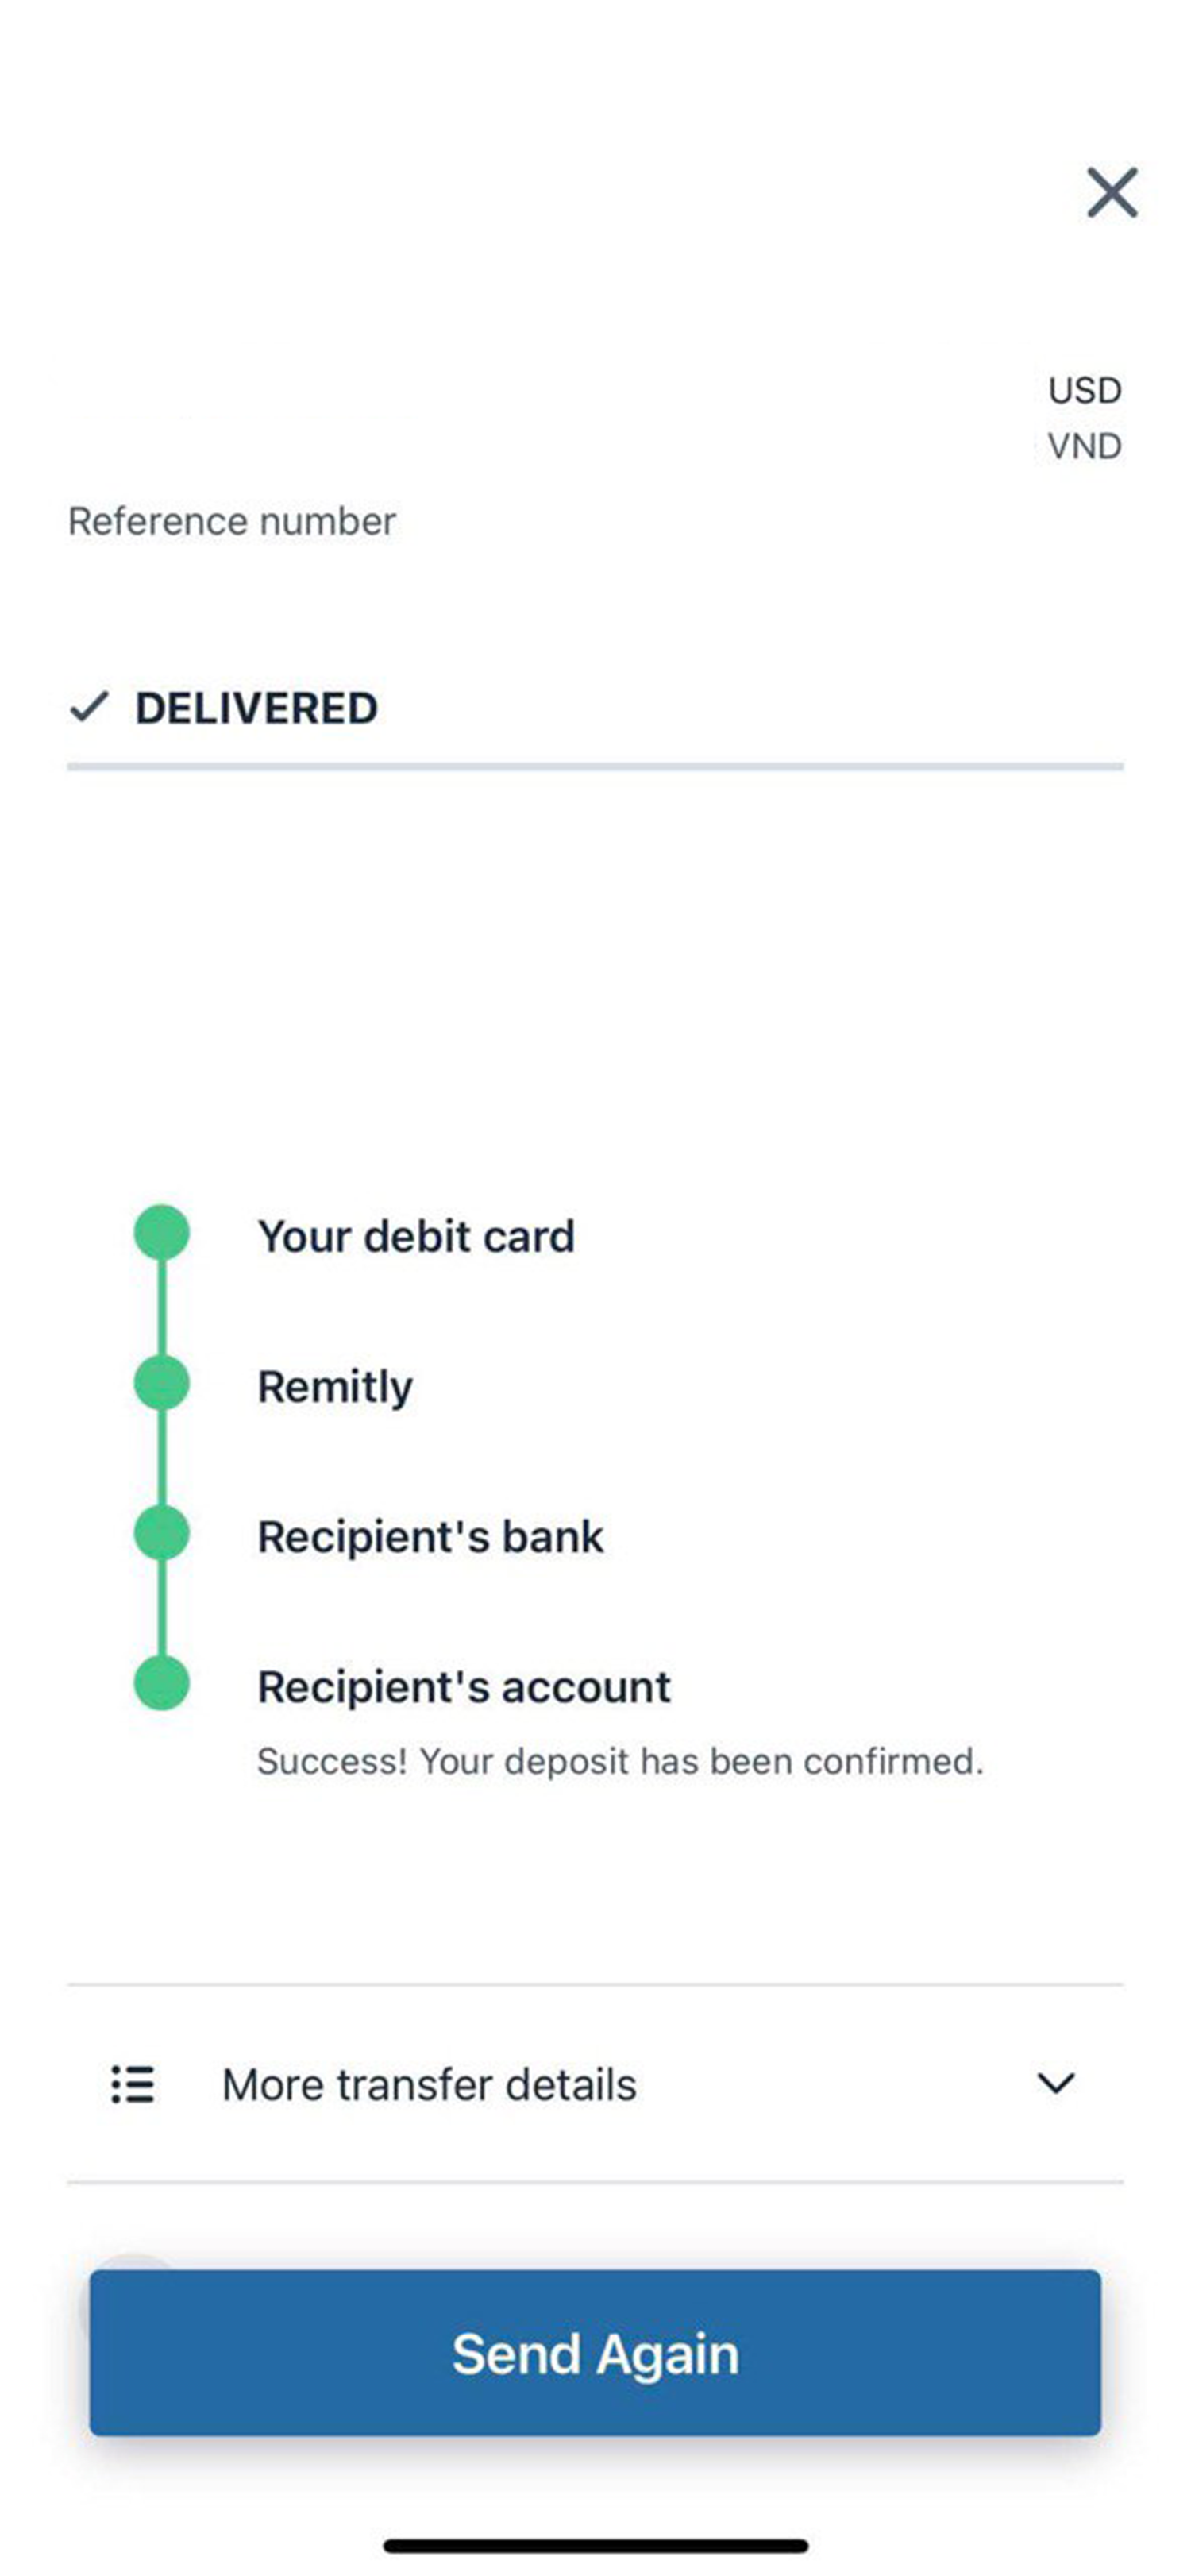 USD
VND
Reference number
DELIVERED
Your debit card
Remitly
Recipient's bank
Recipient's account
Success! Your deposit has been confirmed.
More transfer details
Send Again